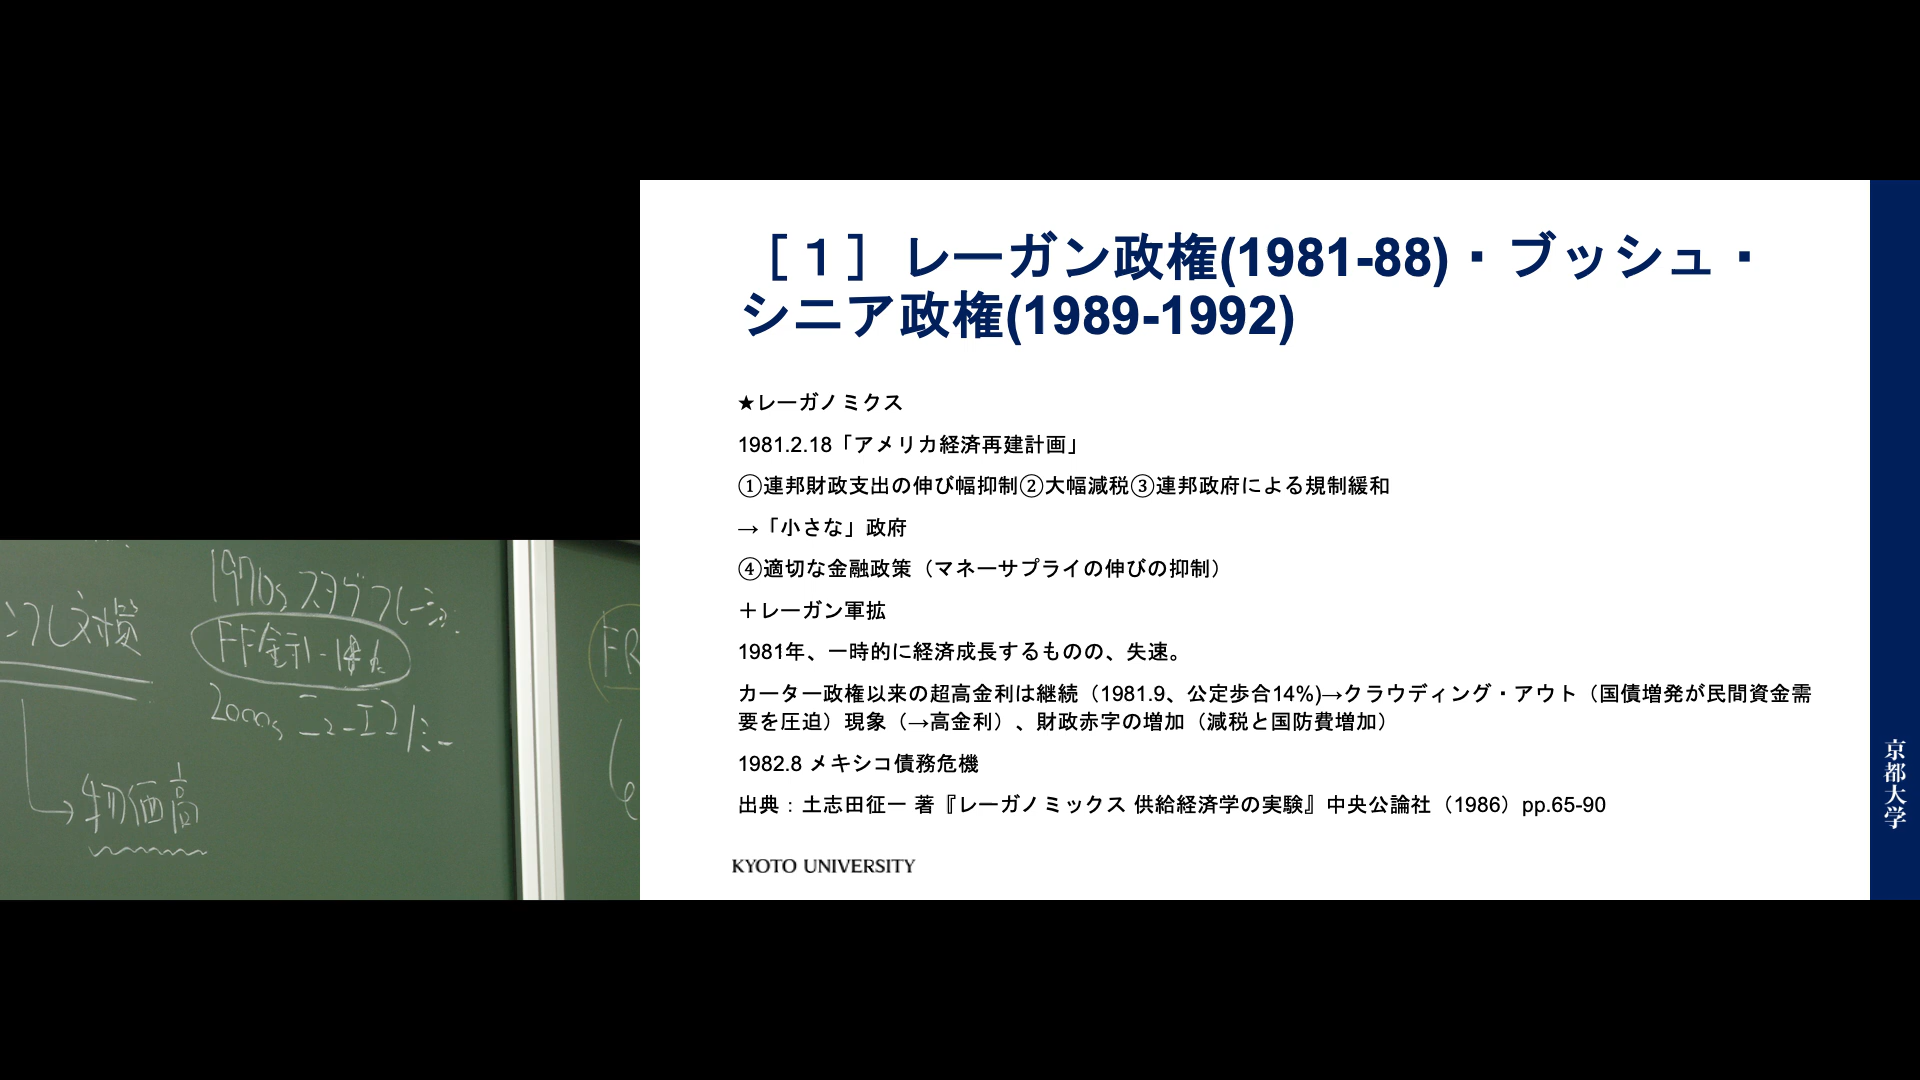 ［１］レーガン政権(1981-88)・ブッシュ・
シニア政権(1989-1992)
★レーガノミクス
1981.2.18「アメリカ経済再建計画」
①連邦財政支出の伸び幅抑制②大幅減税③連邦政府による規制緩和
→「小さな」政府
④適切な金融政策（マネーサプライの伸びの抑制）
＋レーガン軍拡
1981年、一時的に経済成長するものの、失速。
カーター政権以来の超高金利は継続（1981.9、公定歩合14%)→クラウディング・アウト（国債増発が民間資金需
要を圧迫）現象（→高金利）、財政赤字の増加（減税と国防費増加）
1982.8 メキシコ債務危機
出典：土志田征一 著『レーガノミックス 供給経済学の実験』中央公論社（1986）pp.65-90
KYOTO UNIVERSITY
京都大学
1970s スタグフレーション
2000s ニューエコノミー
物価高
FR